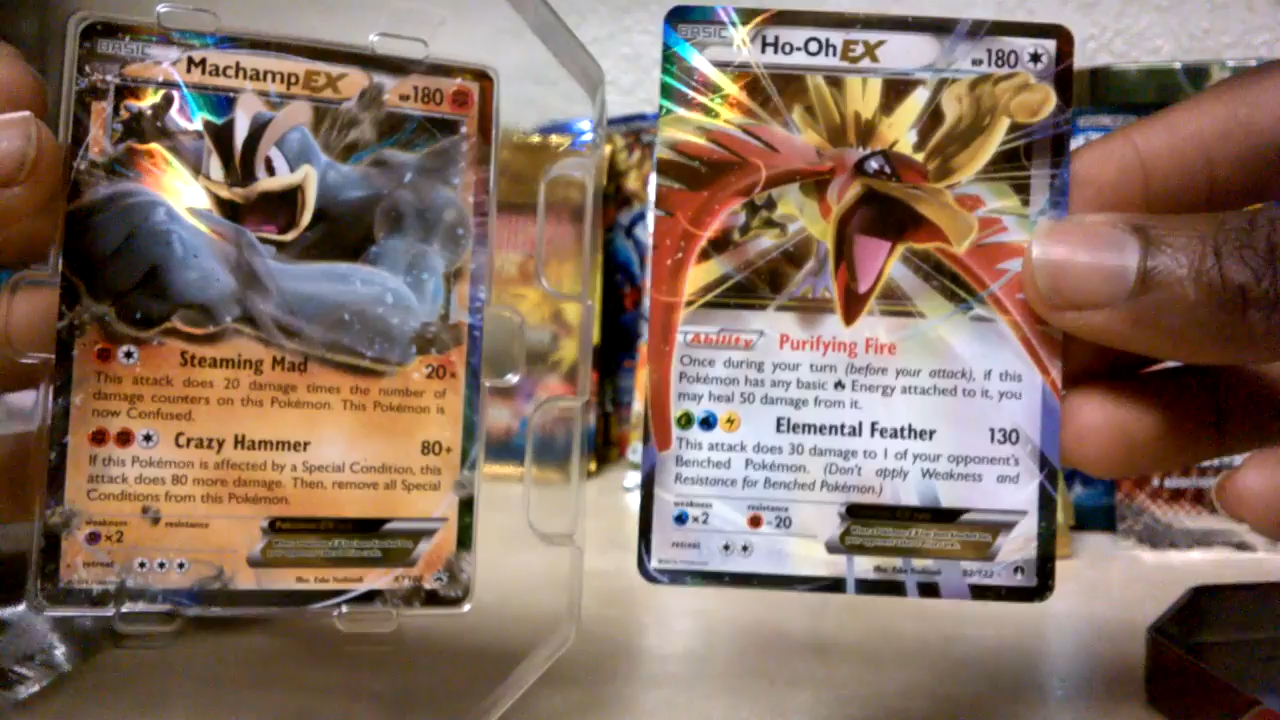 BASIC
MachampEX
HP180
Steaming Mad
20×
This attack does 20 damage times the number of
damage counters on this Pokémon. This Pokémon is
now Confused.
Crazy Hammer
80+
If this Pokémon is affected by a Special Condition, this
attack does 80 more damage. Then, remove all Special
Conditions from this Pokémon.
weakness
resistance
×2
retreat
BASIC
Ho-OhEX
HP180
Ability
Purifying Fire
Once during your turn (before your attack), if this
Pokémon has any basic Energy attached to it, you
may heal 50 damage from it.
Elemental Feather
130
This attack does 30 damage to 1 of your opponent's
Benched Pokémon. (Don't apply Weakness and
Resistance for Benched Pokémon.)
weakness
resistance
×2
-20
retreat
92/122